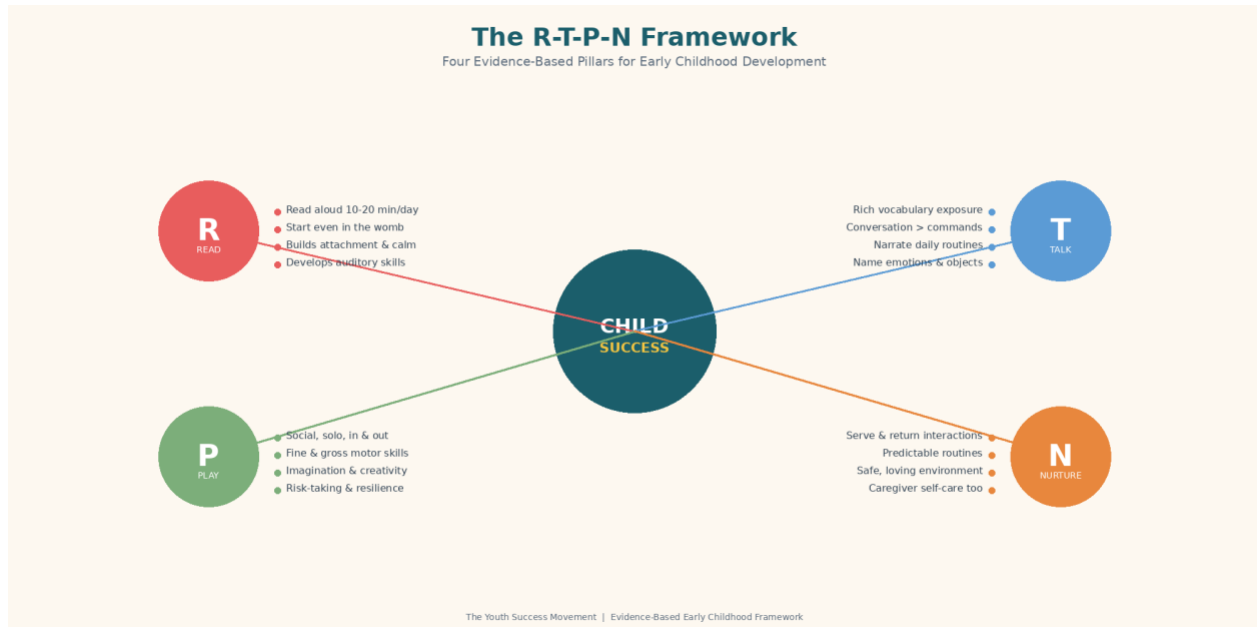 The R-T-P-N Framework
Four Evidence-Based Pillars for Early Childhood Development
R
READ
Read aloud 10-20 min/day
Start even in the womb
Builds attachment & calm
Develops auditory skills
T
TALK
Rich vocabulary exposure
Conversation > commands
Narrate daily routines
Name emotions & objects
CHILD
SUCCESS
P
PLAY
Social, solo, in & out
Fine & gross motor skills
Imagination & creativity
Risk-taking & resilience
N
NURTURE
Serve & return interactions
Predictable routines
Safe, loving environment
Caregiver self-care too
The Youth Success Movement | Evidence-Based Early Childhood Framework